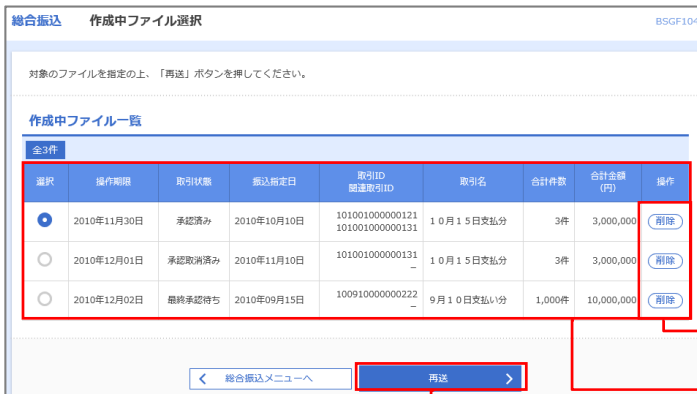 総合振込 作成中ファイル選択 BSGF104
対象のファイルを指定の上、「再送」ボタンを押してください。
作成中ファイル一覧
全3件
選択 操作期限 取引状態 振込指定日 取引ID 関連取引ID 取引名 合計件数 合計金額(円) 操作
2010年11月30日 承認済み 2010年10月10日 101001000000121 101001000000131 10月15日支払分 3件 3,000,000 削除
2010年12月01日 承認取消済み 2010年11月10日 101001000000131 – 10月15日支払分 3件 3,000,000 削除
2010年12月02日 最終承認待ち 2010年09月15日 100910000000222 – 9月10日支払い分 1,000件 10,000,000 削除
総合振込メニューへ 再送